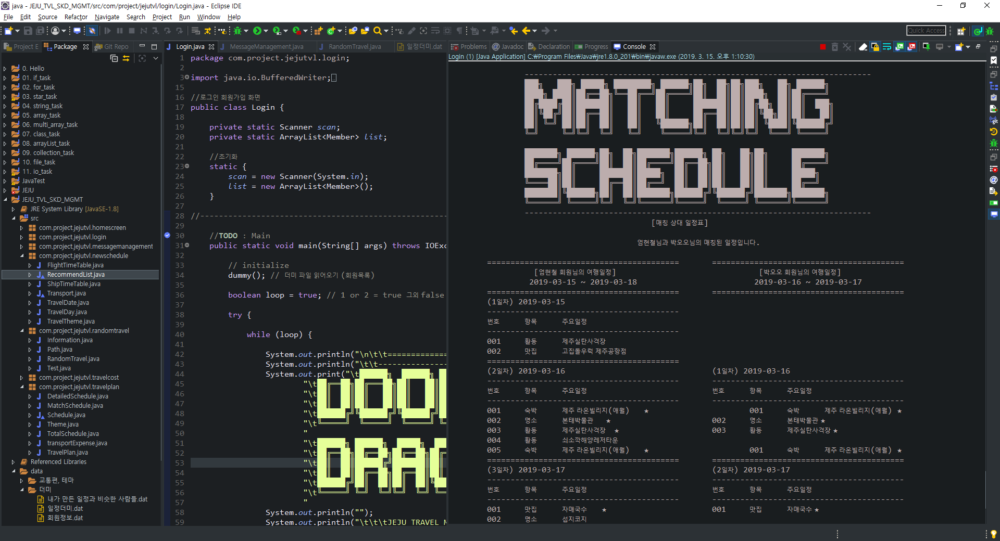 java - JEJU_TVL_SKD_MGMT/src/com/project/jejutvl/login/Login.java - Eclipse IDE
File Edit Source Refactor Navigate Search Project Run Window Help
Quick Access
Project E Package Git Repo
0. Hello
01. if_task
02. for_task
03. star_task
04. string_task
05. array_task
06. multi_array_task
07. class_task
08. arrayList_task
09. collection_task
10. file_task
11. io_task
JavaTest
JEJU
JEJU_TVL_SKD_MGMT
JRE System Library [JavaSE-1.8]
src
com.project.jejutvl.homescreen
com.project.jejutvl.login
com.project.jejutvl.messagemanagement
com.project.jejutvl.newschedule
FlightTimeTable.java
RecommendList.java
ShipTimeTable.java
Transport.java
TravelDate.java
TravelDay.java
TravelTheme.java
com.project.jejutvl.randomtravel
Information.java
Path.java
RandomTravel.java
Test.java
com.project.jejutvl.travelcost
com.project.jejutvl.travelplan
DetailedSchedule.java
MatchSchedule.java
Schedule.java
Theme.java
TotalSchedule.java
transportExpense.java
TravelPlan.java
Referenced Libraries
data
교통편, 테마
더미
내가 만든 일정과 비슷한 사람들.dat
일정더미.dat
회원정보.dat
Login.java MessageManagement.java RandomTravel.java 일정더미.dat
1 package com.project.jejutvl.login;
2
3 import java.io.BufferedWriter;
15
16 //로그인 회원가입 화면
17 public class Login {
18
19 private static Scanner scan;
20 private static ArrayList<Member> list;
21
22 //초기화
23 static {
24 scan = new Scanner(System.in);
25 list = new ArrayList<Member>();
26 }
27
28 //-----------------------------------------------------
29
30 //TODO : Main
31 public static void main(String[] args) throws IOExc
32
33 // initialize
34 dummy(); // 더미 파일 읽어오기 (회원목록)
35
36 boolean loop = true; // 1 or 2 = true 그외 false
37
38 try {
39
40 while (loop) {
41
42 System.out.println("\n\t\t=============
43 System.out.println("\t\t---------------
44 System.out.print("\t
45 "\t
46 "\t
47 "\t
48 "\t
49 "\t
50 "
51 "\t
52 "\t
53 "\t
54 "\t
55 "\t
56 "\t
57 "
58 System.out.println("");
59 System.out.println("\t\t\tJEJU TRAVEL M
Problems Javadoc Declaration Progress Console
Login (1) [Java Application] C:₩Program Files₩Java₩jre1.8.0_201₩bin₩javaw.exe (2019. 3. 15. 오후 1:10:30)
--------------------------------------------------------------------------
MATCHING
SCHEDULE
--------------------------------------------------------------------------
[매칭 상대 일정표]
엄현철님과 박오오님의 매칭된 일정입니다.
========================================= =========================================
[엄현철 회원님의 여행일정] [박오오 회원님의 여행일정]
2019-03-15 ~ 2019-03-18 2019-03-16 ~ 2019-03-17
========================================= =========================================
(1일차) 2019-03-15
-----------------------------------------
번호 항목 주요일정
-----------------------------------------
001 활동 제주실탄사격장
002 맛집 고집돌우럭 제주공항점
=========================================
(2일차) 2019-03-16 (1일차) 2019-03-16
----------------------------------------- -----------------------------------------
번호 항목 주요일정 번호 항목 주요일정
----------------------------------------- -----------------------------------------
001 숙박 제주 라온빌리지(애월) ★ 001 숙박 제주 라온빌리지(애월) ★
002 명소 본태박물관 ★ 002 명소 본태박물관 ★
003 활동 제주실탄사격장 ★ 003 활동 제주실탄사격장 ★
004 활동 쇠소깍해양레저타운
005 숙박 제주 라온빌리지(애월) ★ 001 숙박 제주 라온빌리지(애월) ★
========================================= =========================================
(3일차) 2019-03-17 (2일차) 2019-03-17
----------------------------------------- -----------------------------------------
번호 항목 주요일정 번호 항목 주요일정
----------------------------------------- -----------------------------------------
001 맛집 자매국수 ★ 001 맛집 자매국수 ★
002 명소 섭지코지